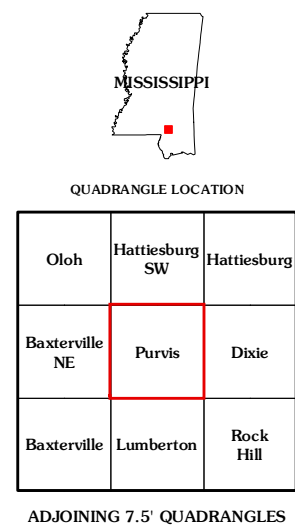 MISSISSIPPI
QUADRANGLE LOCATION
Oloh
Hattiesburg
SW
Hattiesburg
Baxterville
NE
Purvis
Dixie
Baxterville
Lumberton
Rock
Hill
ADJOINING 7.5' QUADRANGLES